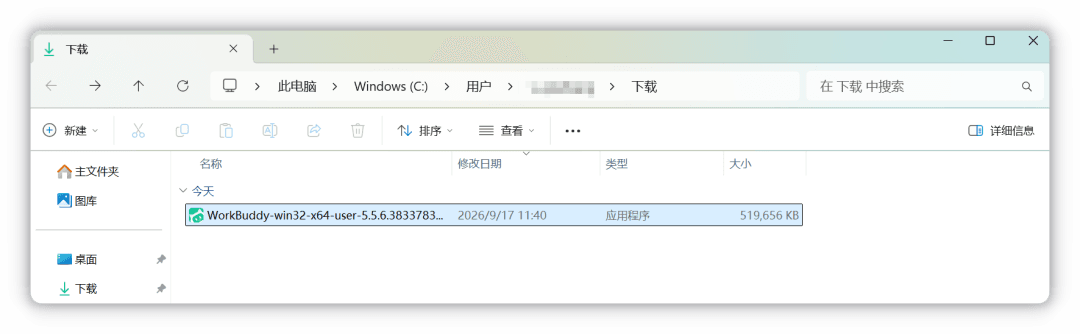 下载
此电脑 > Windows (C:) > 用户 > > 下载
在 下载 中搜索
新建 排序 查看 ••• 详细信息
主文件夹
图库
桌面
下载
名称 修改日期 类型 大小
今天
WorkBuddy-win32-x64-user-5.5.6.3833783... 2026/9/17 11:40 应用程序 519,656 KB